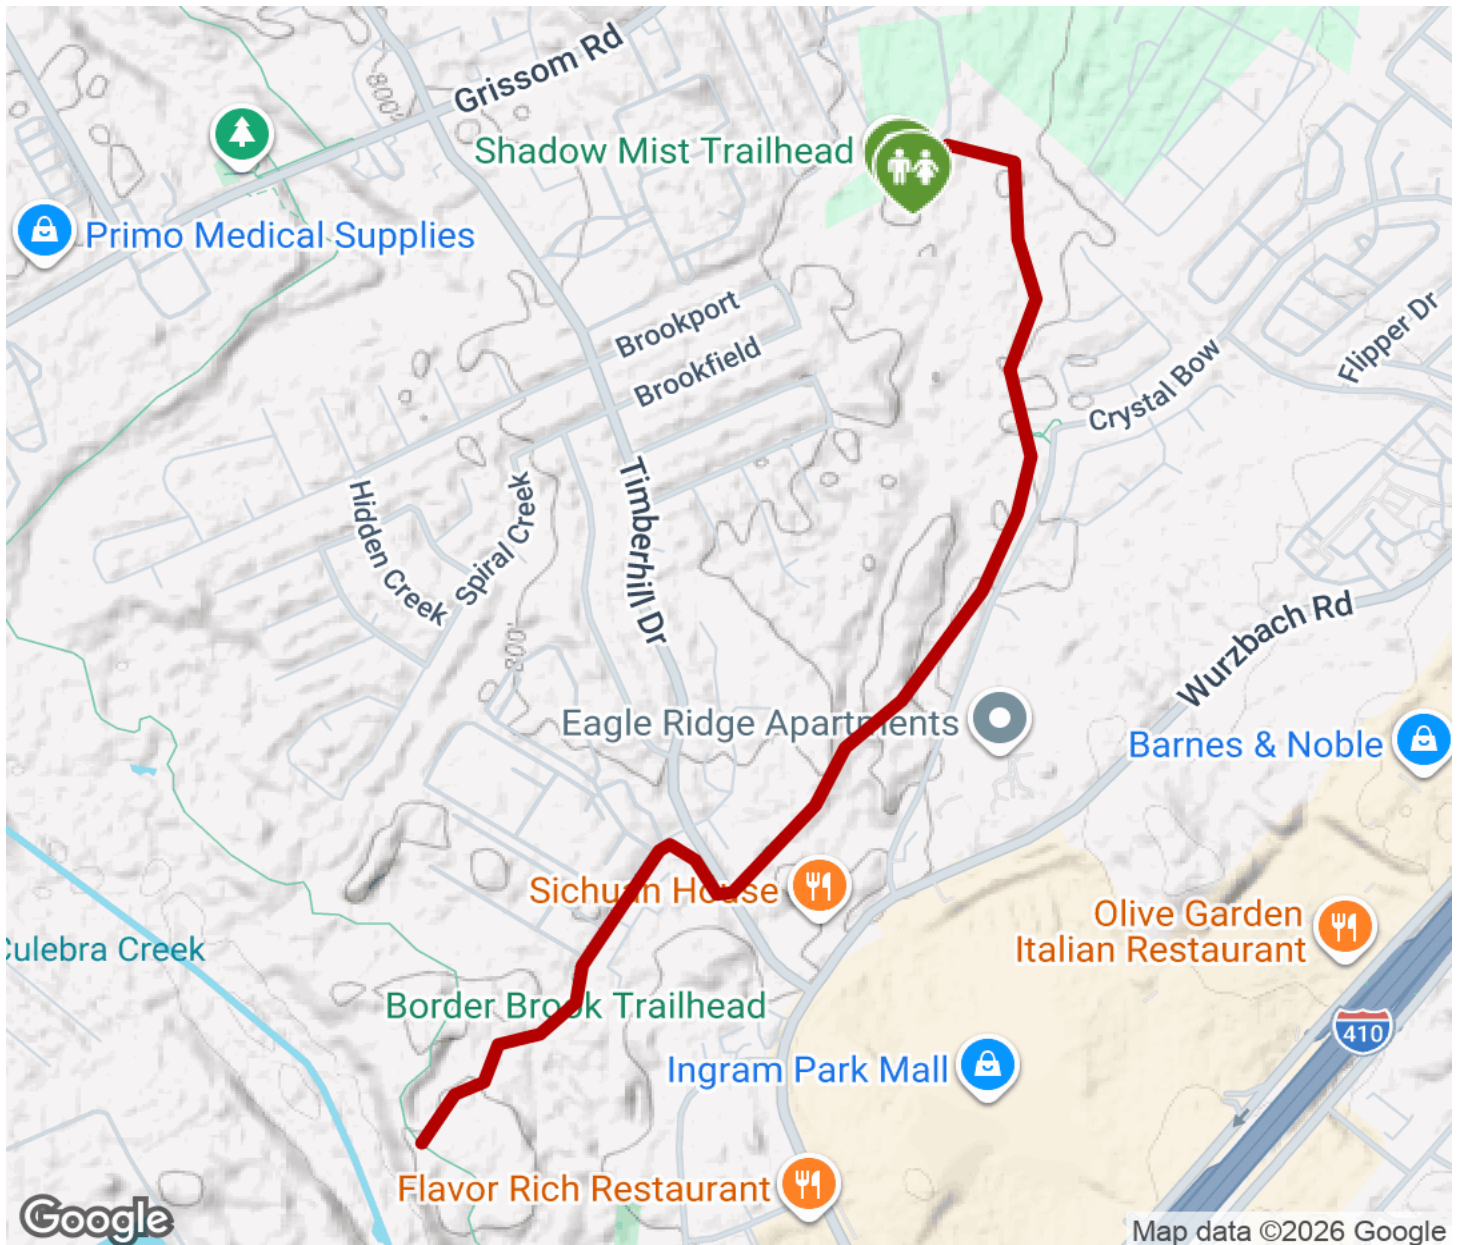 Grissom Rd
800'
Shadow Mist Trailhead
Primo Medical Supplies
Brookport
Brookfield
Flipper Dr
Crystal Bow
Timberhill Dr
Hidden Creek
Spiral Creek
Wurzbach Rd
800'
Eagle Ridge Apartments
Barnes & Noble
Sichuan House
Olive Garden
Italian Restaurant
Culebra Creek
Border Brook Trailhead
410
Ingram Park Mall
Flavor Rich Restaurant
Google
Map data ©2026 Google